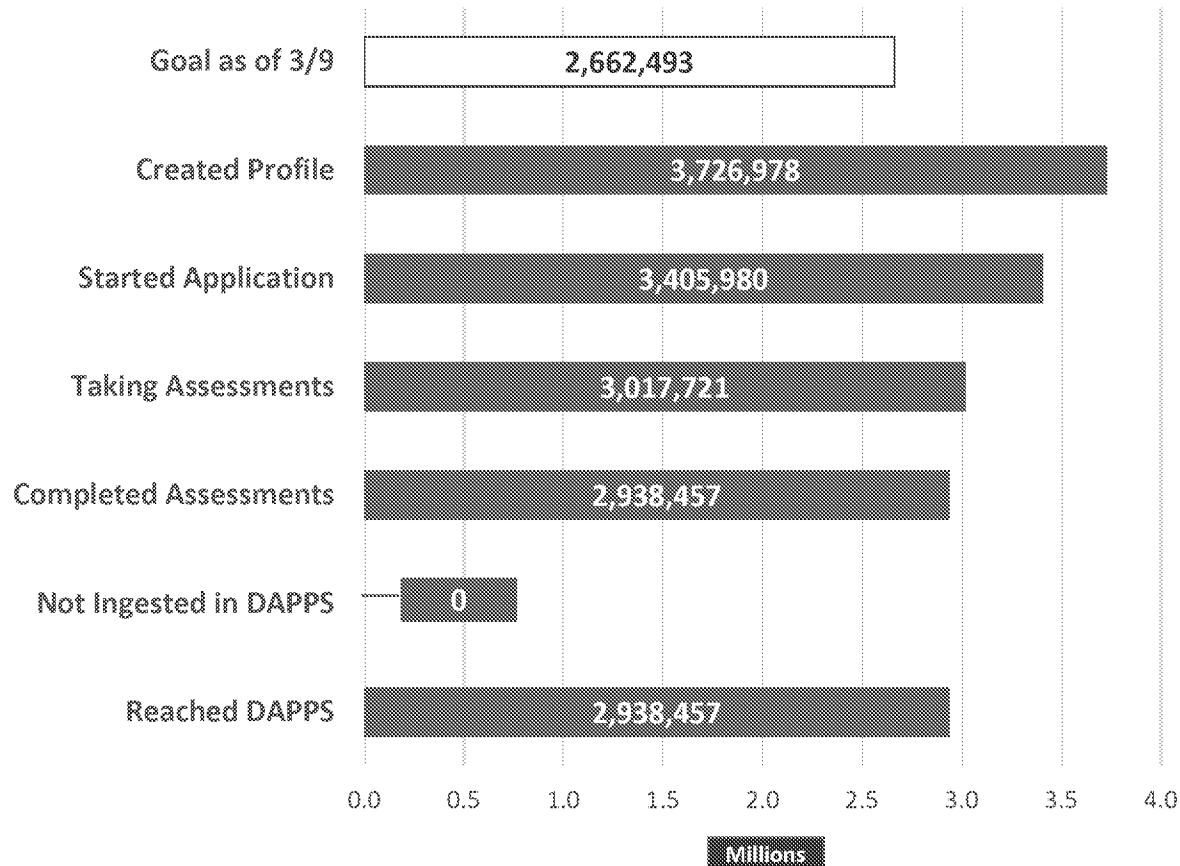 Goal as of 3/9
2,662,493
Created Profile
3,726,978
Started Application
3,405,980
Taking Assessments
3,017,721
Completed Assessments
2,938,457
Not Ingested in DAPPS
0
Reached DAPPS
2,938,457
0.0 0.5 1.0 1.5 2.0 2.5 3.0 3.5 4.0
Millions